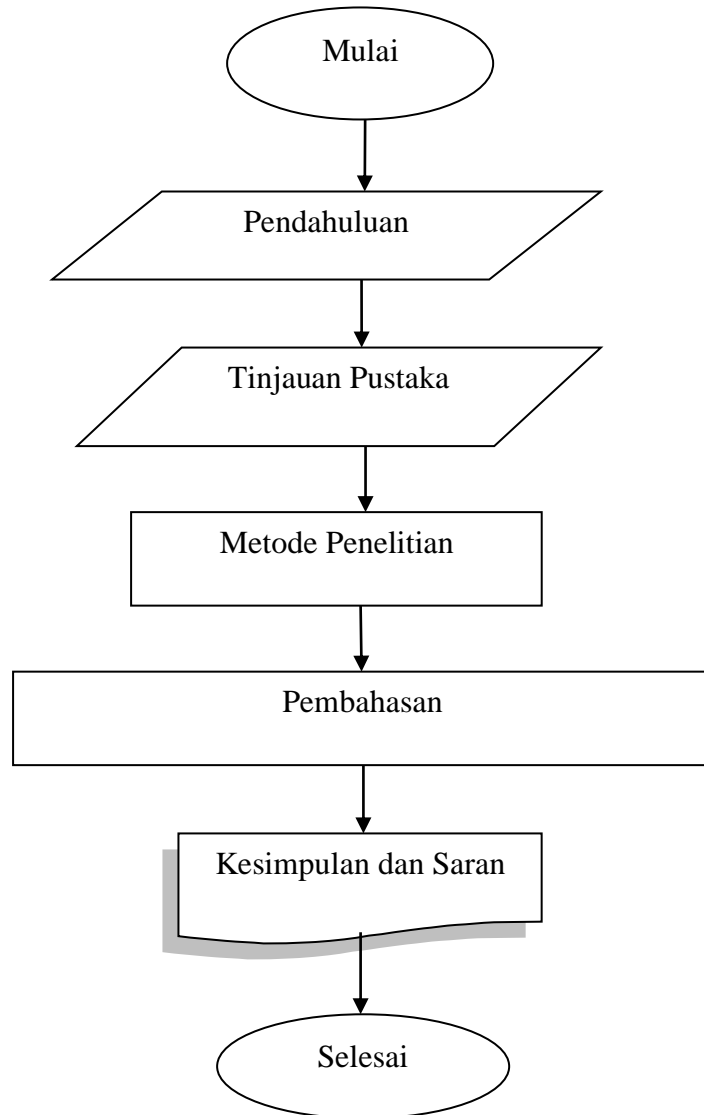 Mulai
Pendahuluan
Tinjauan Pustaka
Metode Penelitian
Pembahasan
Kesimpulan dan Saran
Selesai